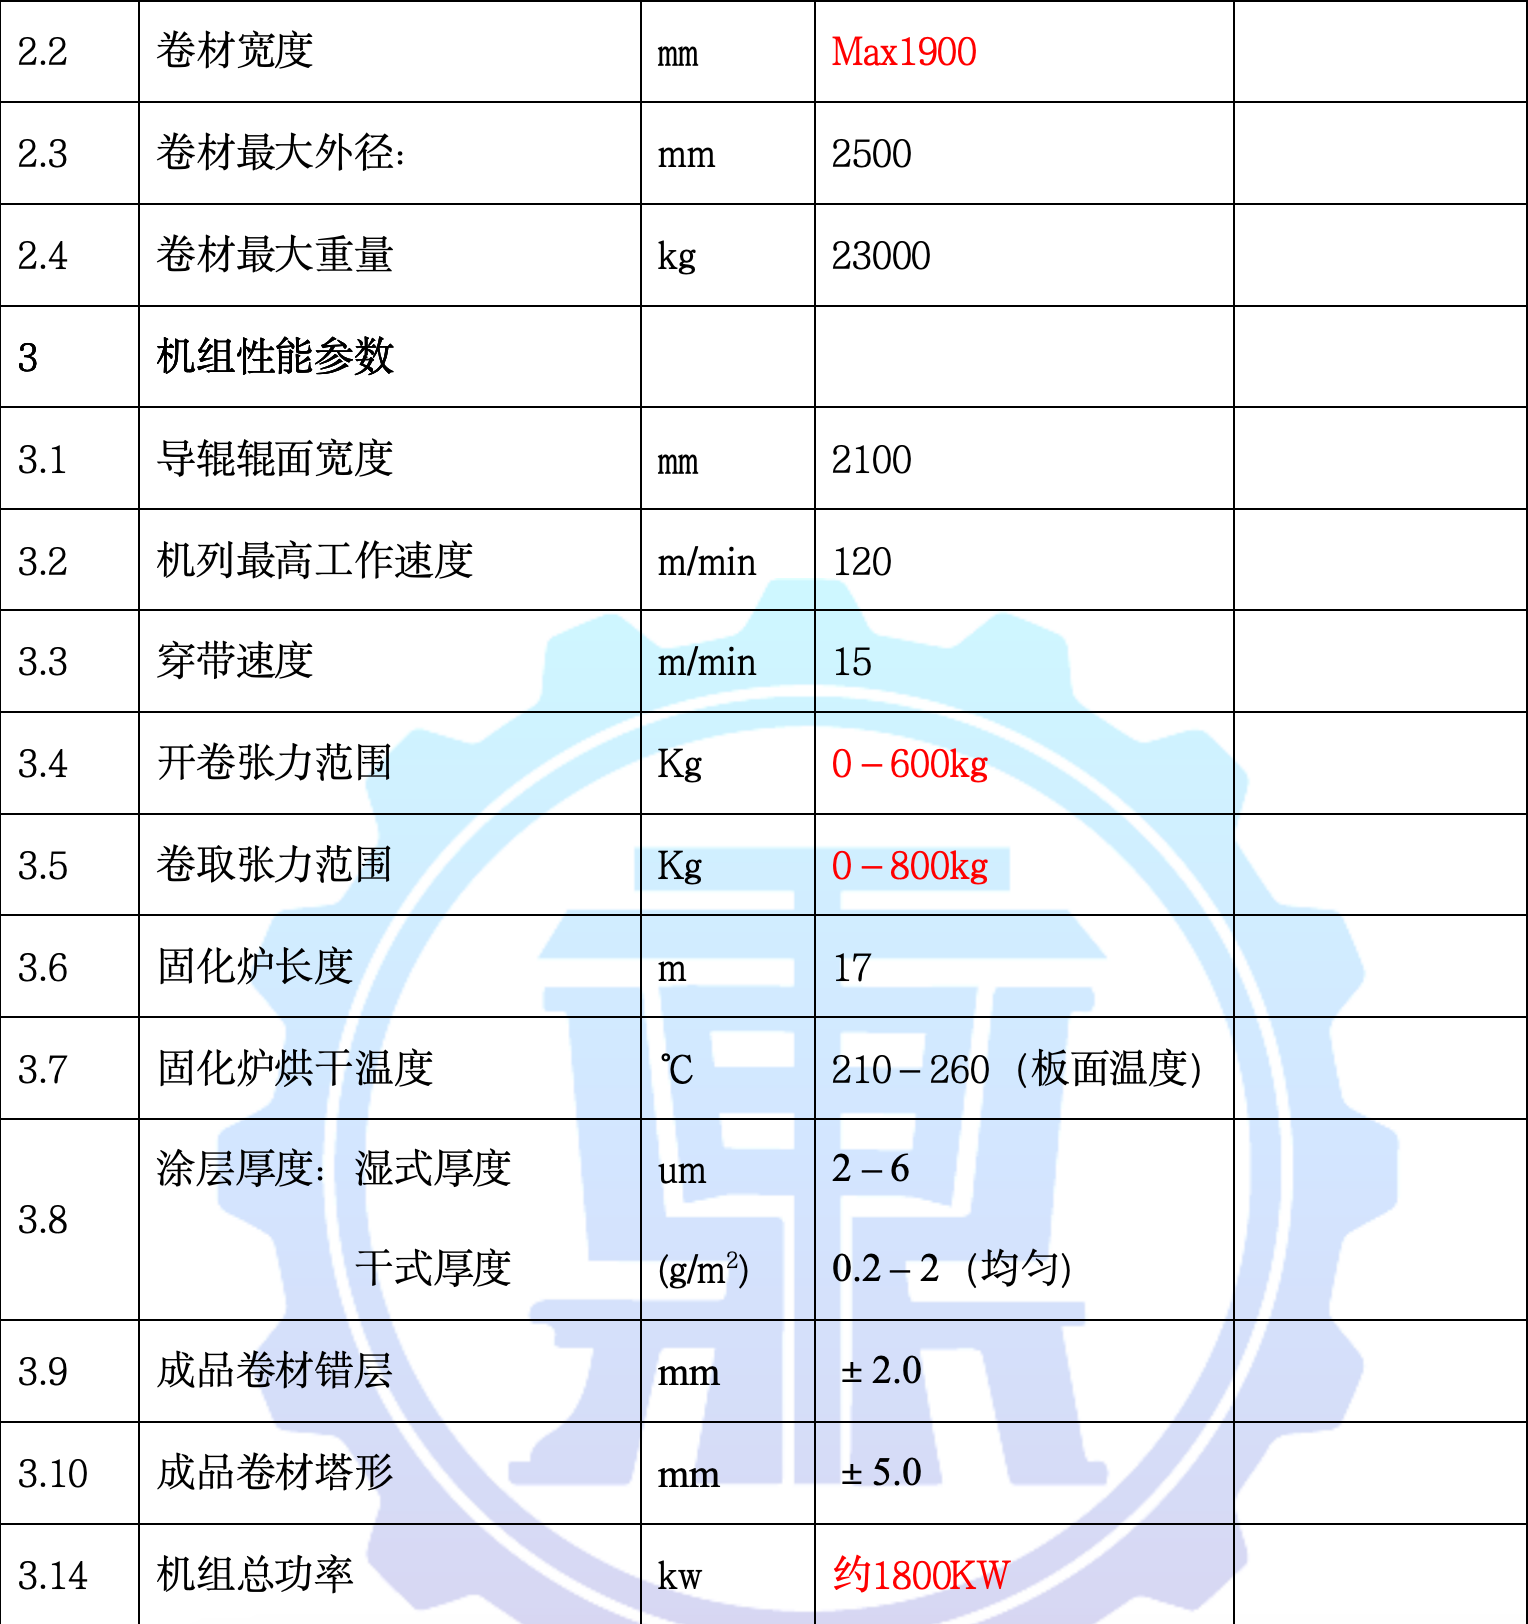 2.2 卷材宽度 mm Max1900
2.3 卷材最大外径： mm 2500
2.4 卷材最大重量 kg 23000
3 机组性能参数
3.1 导辊辊面宽度 mm 2100
3.2 机列最高工作速度 m/min 120
3.3 穿带速度 m/min 15
3.4 开卷张力范围 Kg 0－600kg
3.5 卷取张力范围 Kg 0－800kg
3.6 固化炉长度 m 17
3.7 固化炉烘干温度 ℃ 210－260（板面温度）
3.8 涂层厚度：湿式厚度 um 2－6
干式厚度 (g/m²) 0.2－2（均匀）
3.9 成品卷材错层 mm ±2.0
3.10 成品卷材塔形 mm ±5.0
3.14 机组总功率 kw 约1800KW